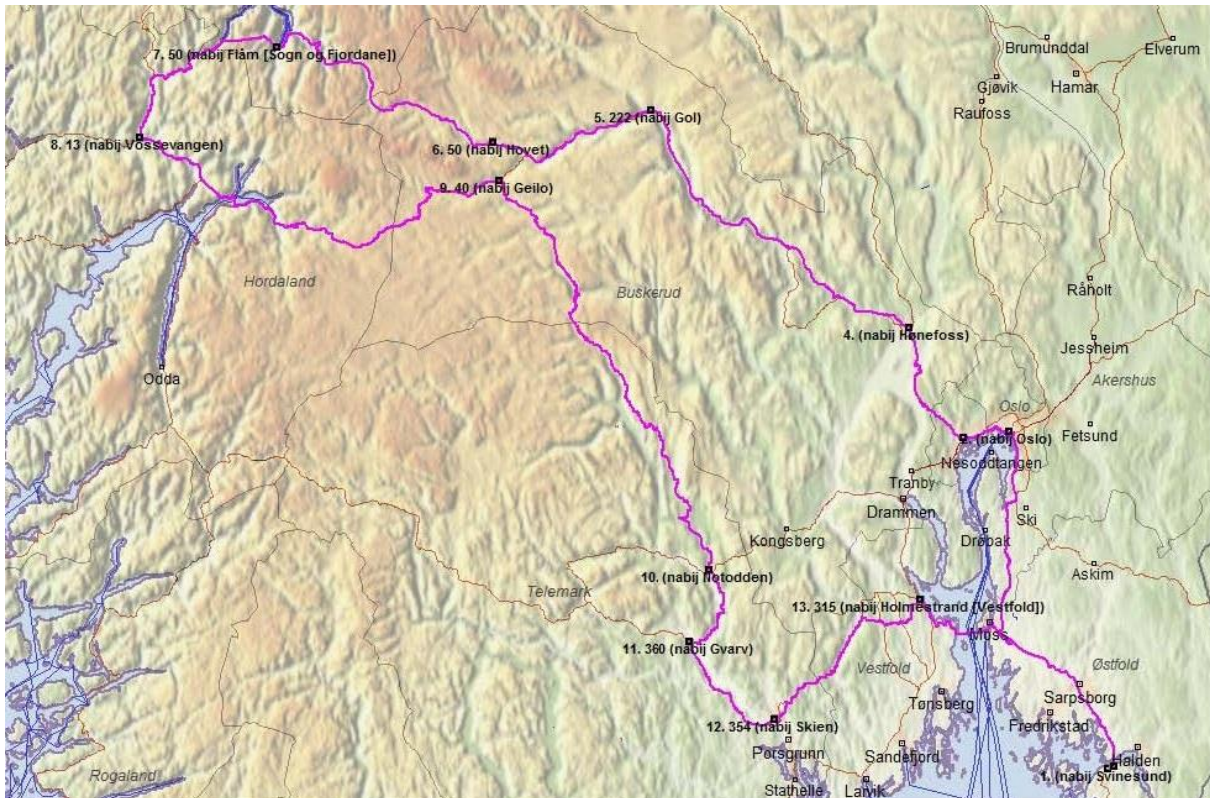 Brumunddal
Elverum
7. 50 (nabij Flåm [Sogn og Fjordane])
Hamar
Gjøvik
Raufoss
5. 222 (nabij Gol)
8. 13 (nabij Vossevangen)
6. 50 (nabij Hovet)
9. 40 (nabij Geilo)
Hordaland
Buskerud
Råholt
4. (nabij Hønefoss)
Jessheim
Odda
Akershus
Oslo
2. (nabij Oslo)
Fetsund
Nesoddtangen
Tranby
Drammen
Ski
Kongsberg
Drøbak
Askim
10. (nabij Notodden)
Telemark
13. 315 (nabij Holmestrand [Vestfold])
Moss
11. 360 (nabij Gvarv)
Vestfold
Østfold
Sarpsborg
Tønsberg
Fredrikstad
12. 354 (nabij Skien)
Porsgrunn
Sandefjord
Halden
1. (nabij Svinesund)
Rogaland
Stathelle
Larvik